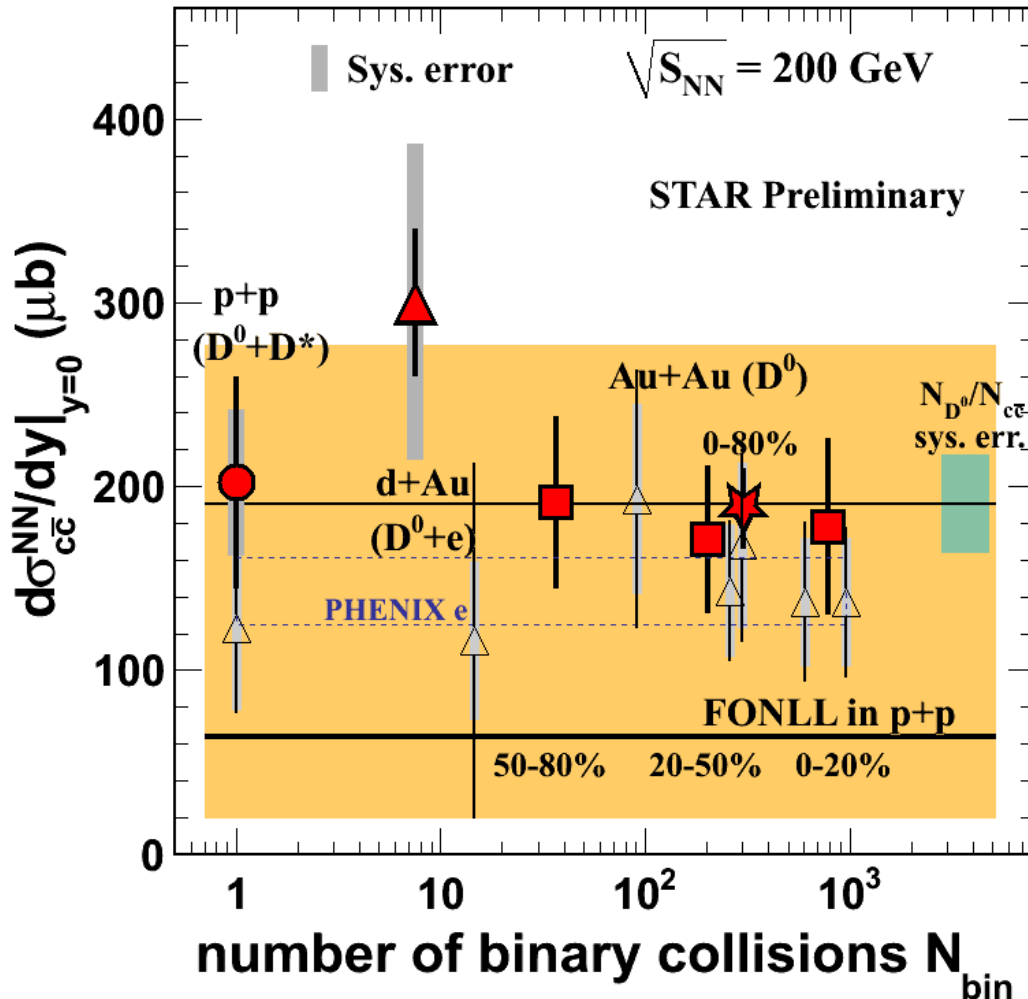 Sys. error
√S_NN = 200 GeV
STAR Preliminary
400
300
200
100
0
dσ^NN_cc̅/dy|_y=0 (μb)
p+p
(D⁰+D*)
Au+Au (D⁰)
0-80%
N_D⁰/N_cc̅
sys. err.
d+Au
(D⁰+e)
PHENIX e
FONLL in p+p
50-80% 20-50% 0-20%
1 10 10² 10³
number of binary collisions N_bin